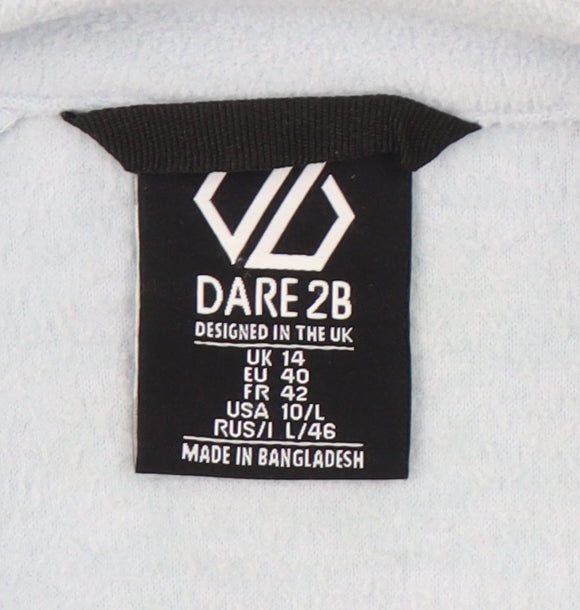 DARE 2B
DESIGNED IN THE UK
UK 14
EU 40
FR 42
USA 10/L
RUS/I L/46
MADE IN BANGLADESH